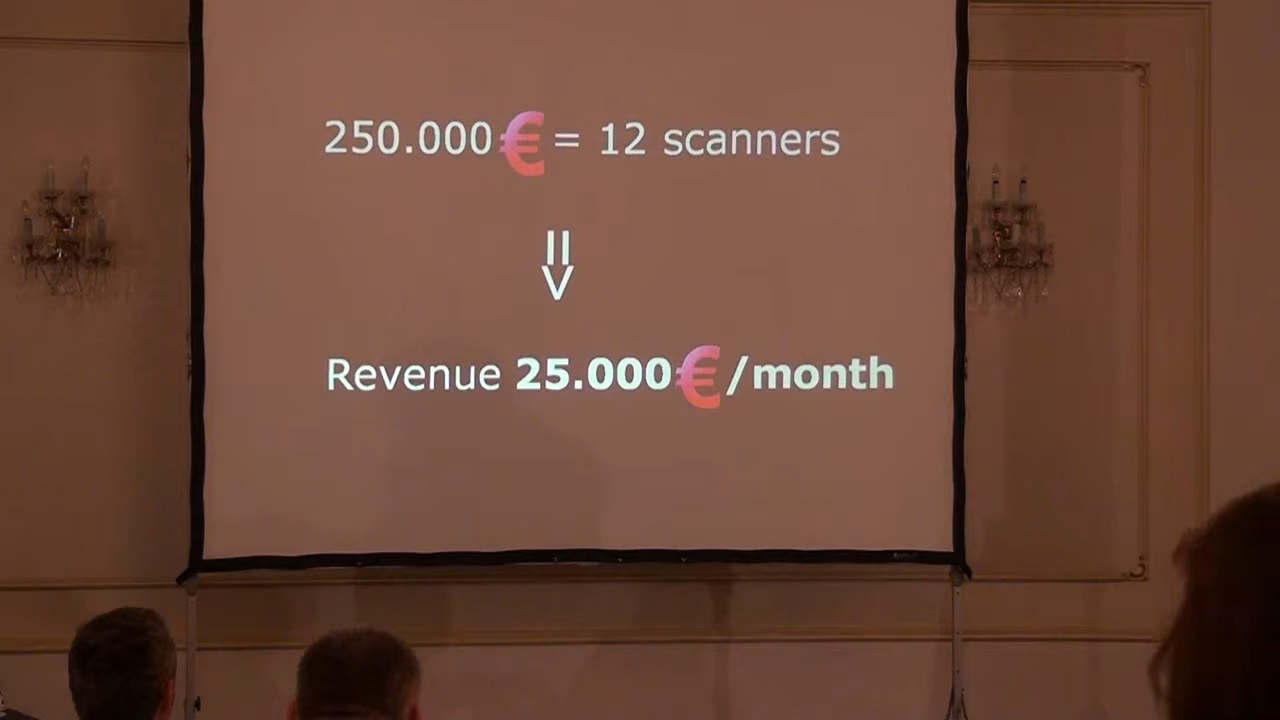 250.000€ = 12 scanners
=>
Revenue 25.000€/month